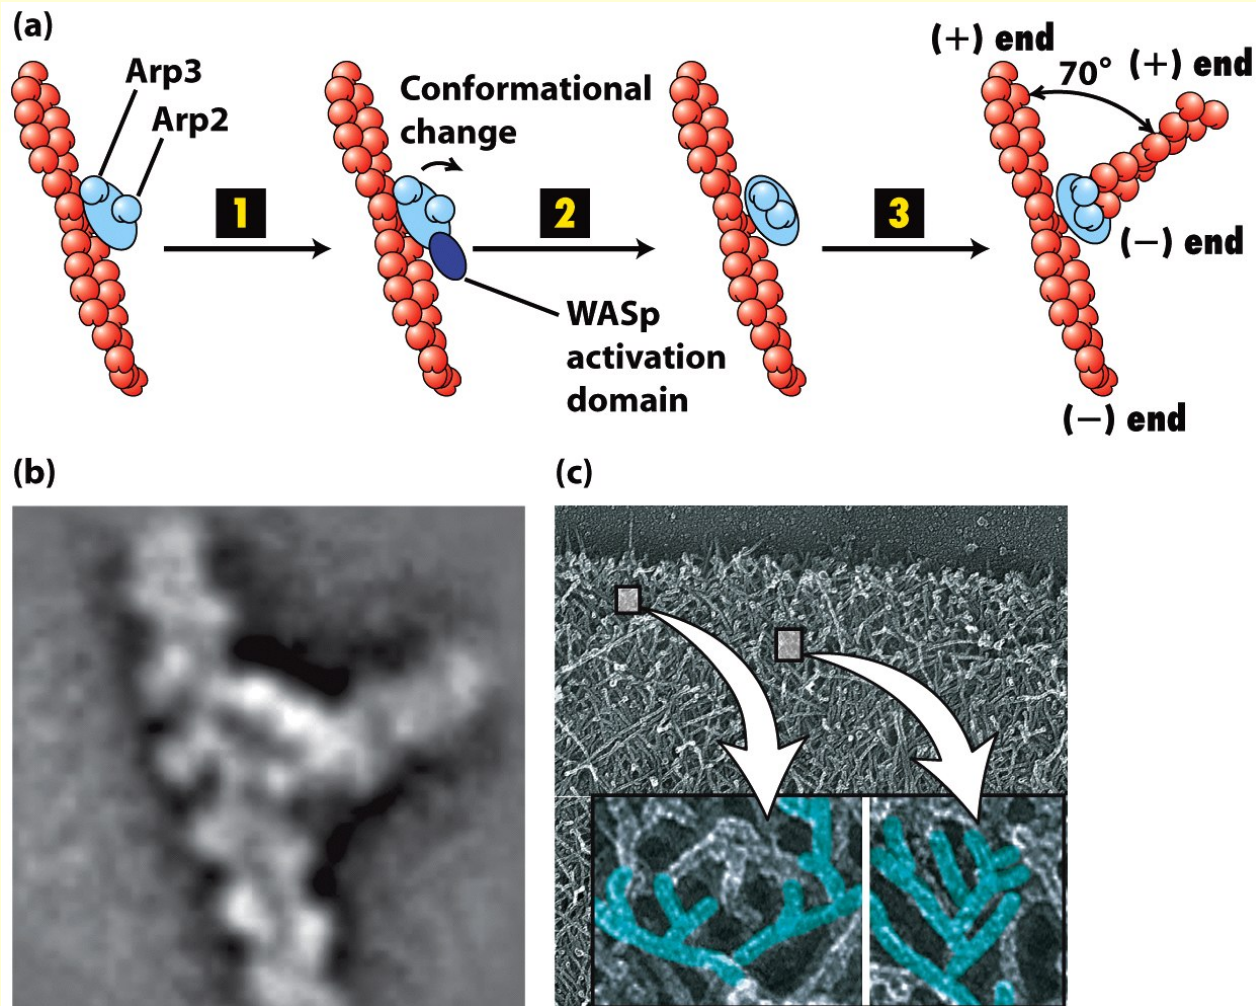 (a)
Arp3
Arp2
1
Conformational
change
2
WASp
activation
domain
3
(+) end
70°
(+) end
(−) end
(−) end
(b)
(c)